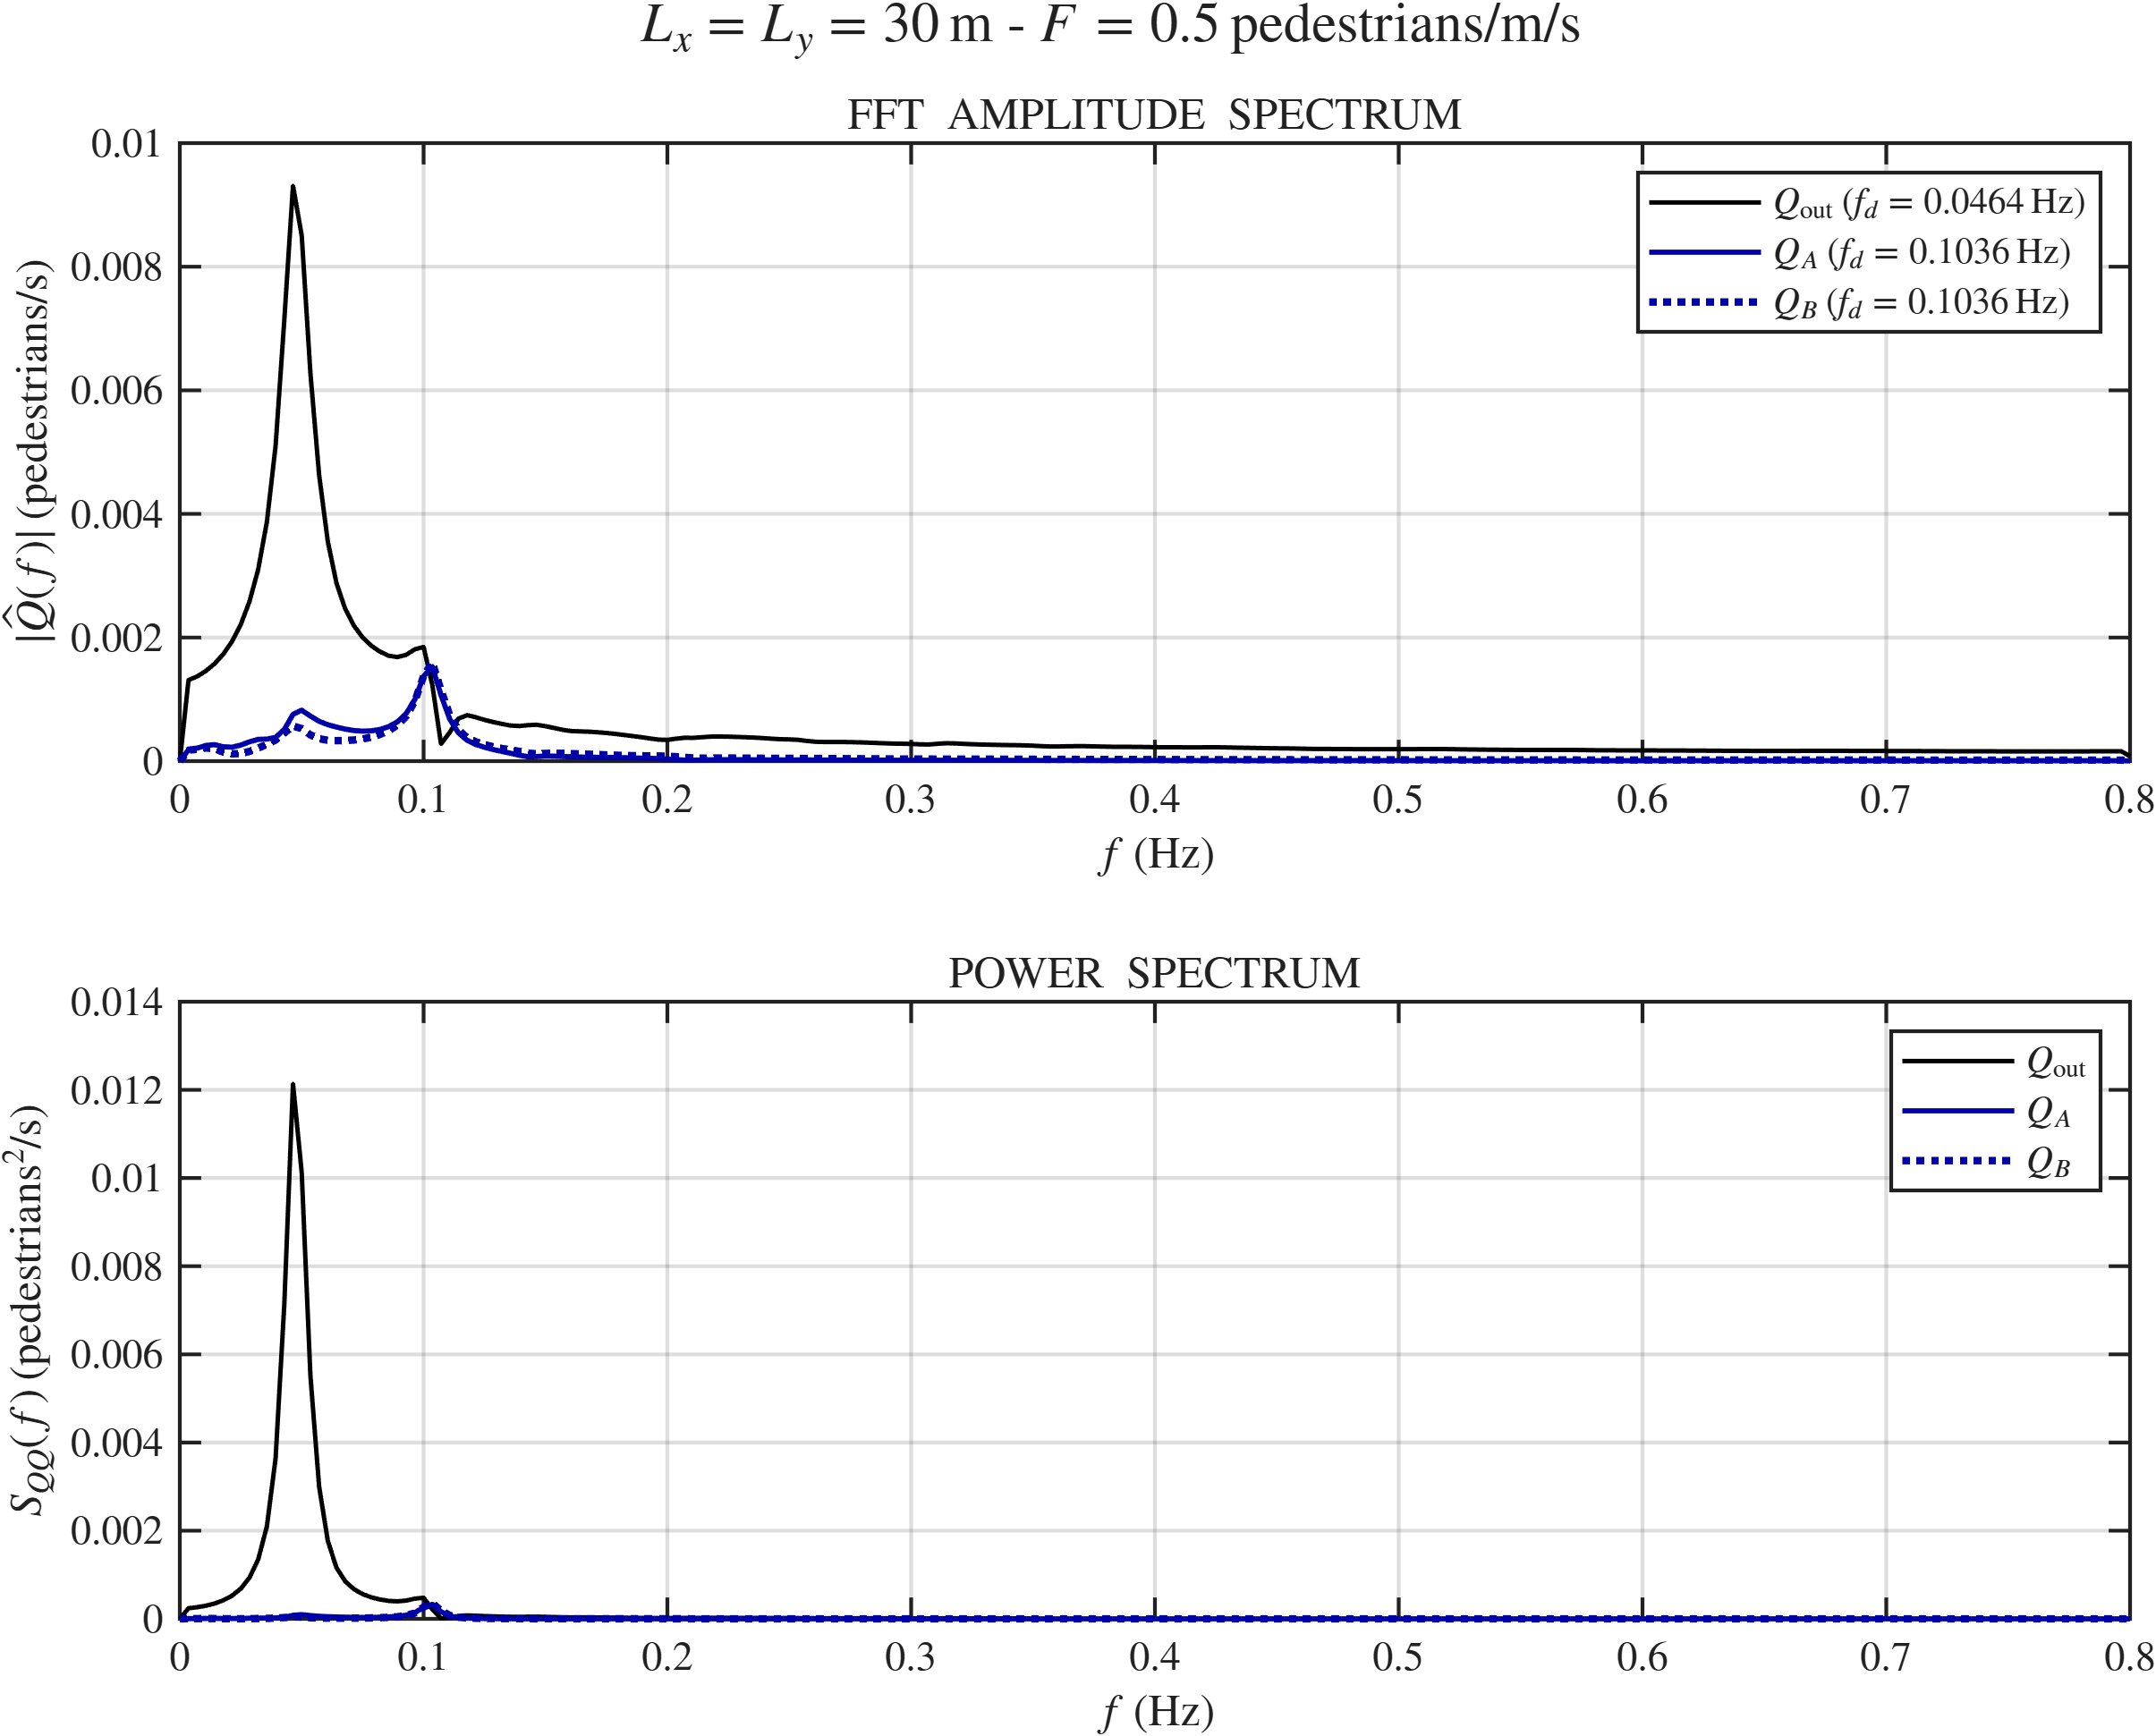 Lx = Ly = 30 m - F = 0.5 pedestrians/m/s
FFT AMPLITUDE SPECTRUM
0.01
0.008
0.006
0.004
0.002
0
|Q̂(f)| (pedestrians/s)
Qout (fd = 0.0464 Hz)
QA (fd = 0.1036 Hz)
QB (fd = 0.1036 Hz)
0 0.1 0.2 0.3 0.4 0.5 0.6 0.7 0.8
f (Hz)
POWER SPECTRUM
0.014
0.012
0.01
0.008
0.006
0.004
0.002
0
SQQ(f) (pedestrians²/s)
Qout
QA
QB
0 0.1 0.2 0.3 0.4 0.5 0.6 0.7 0.8
f (Hz)